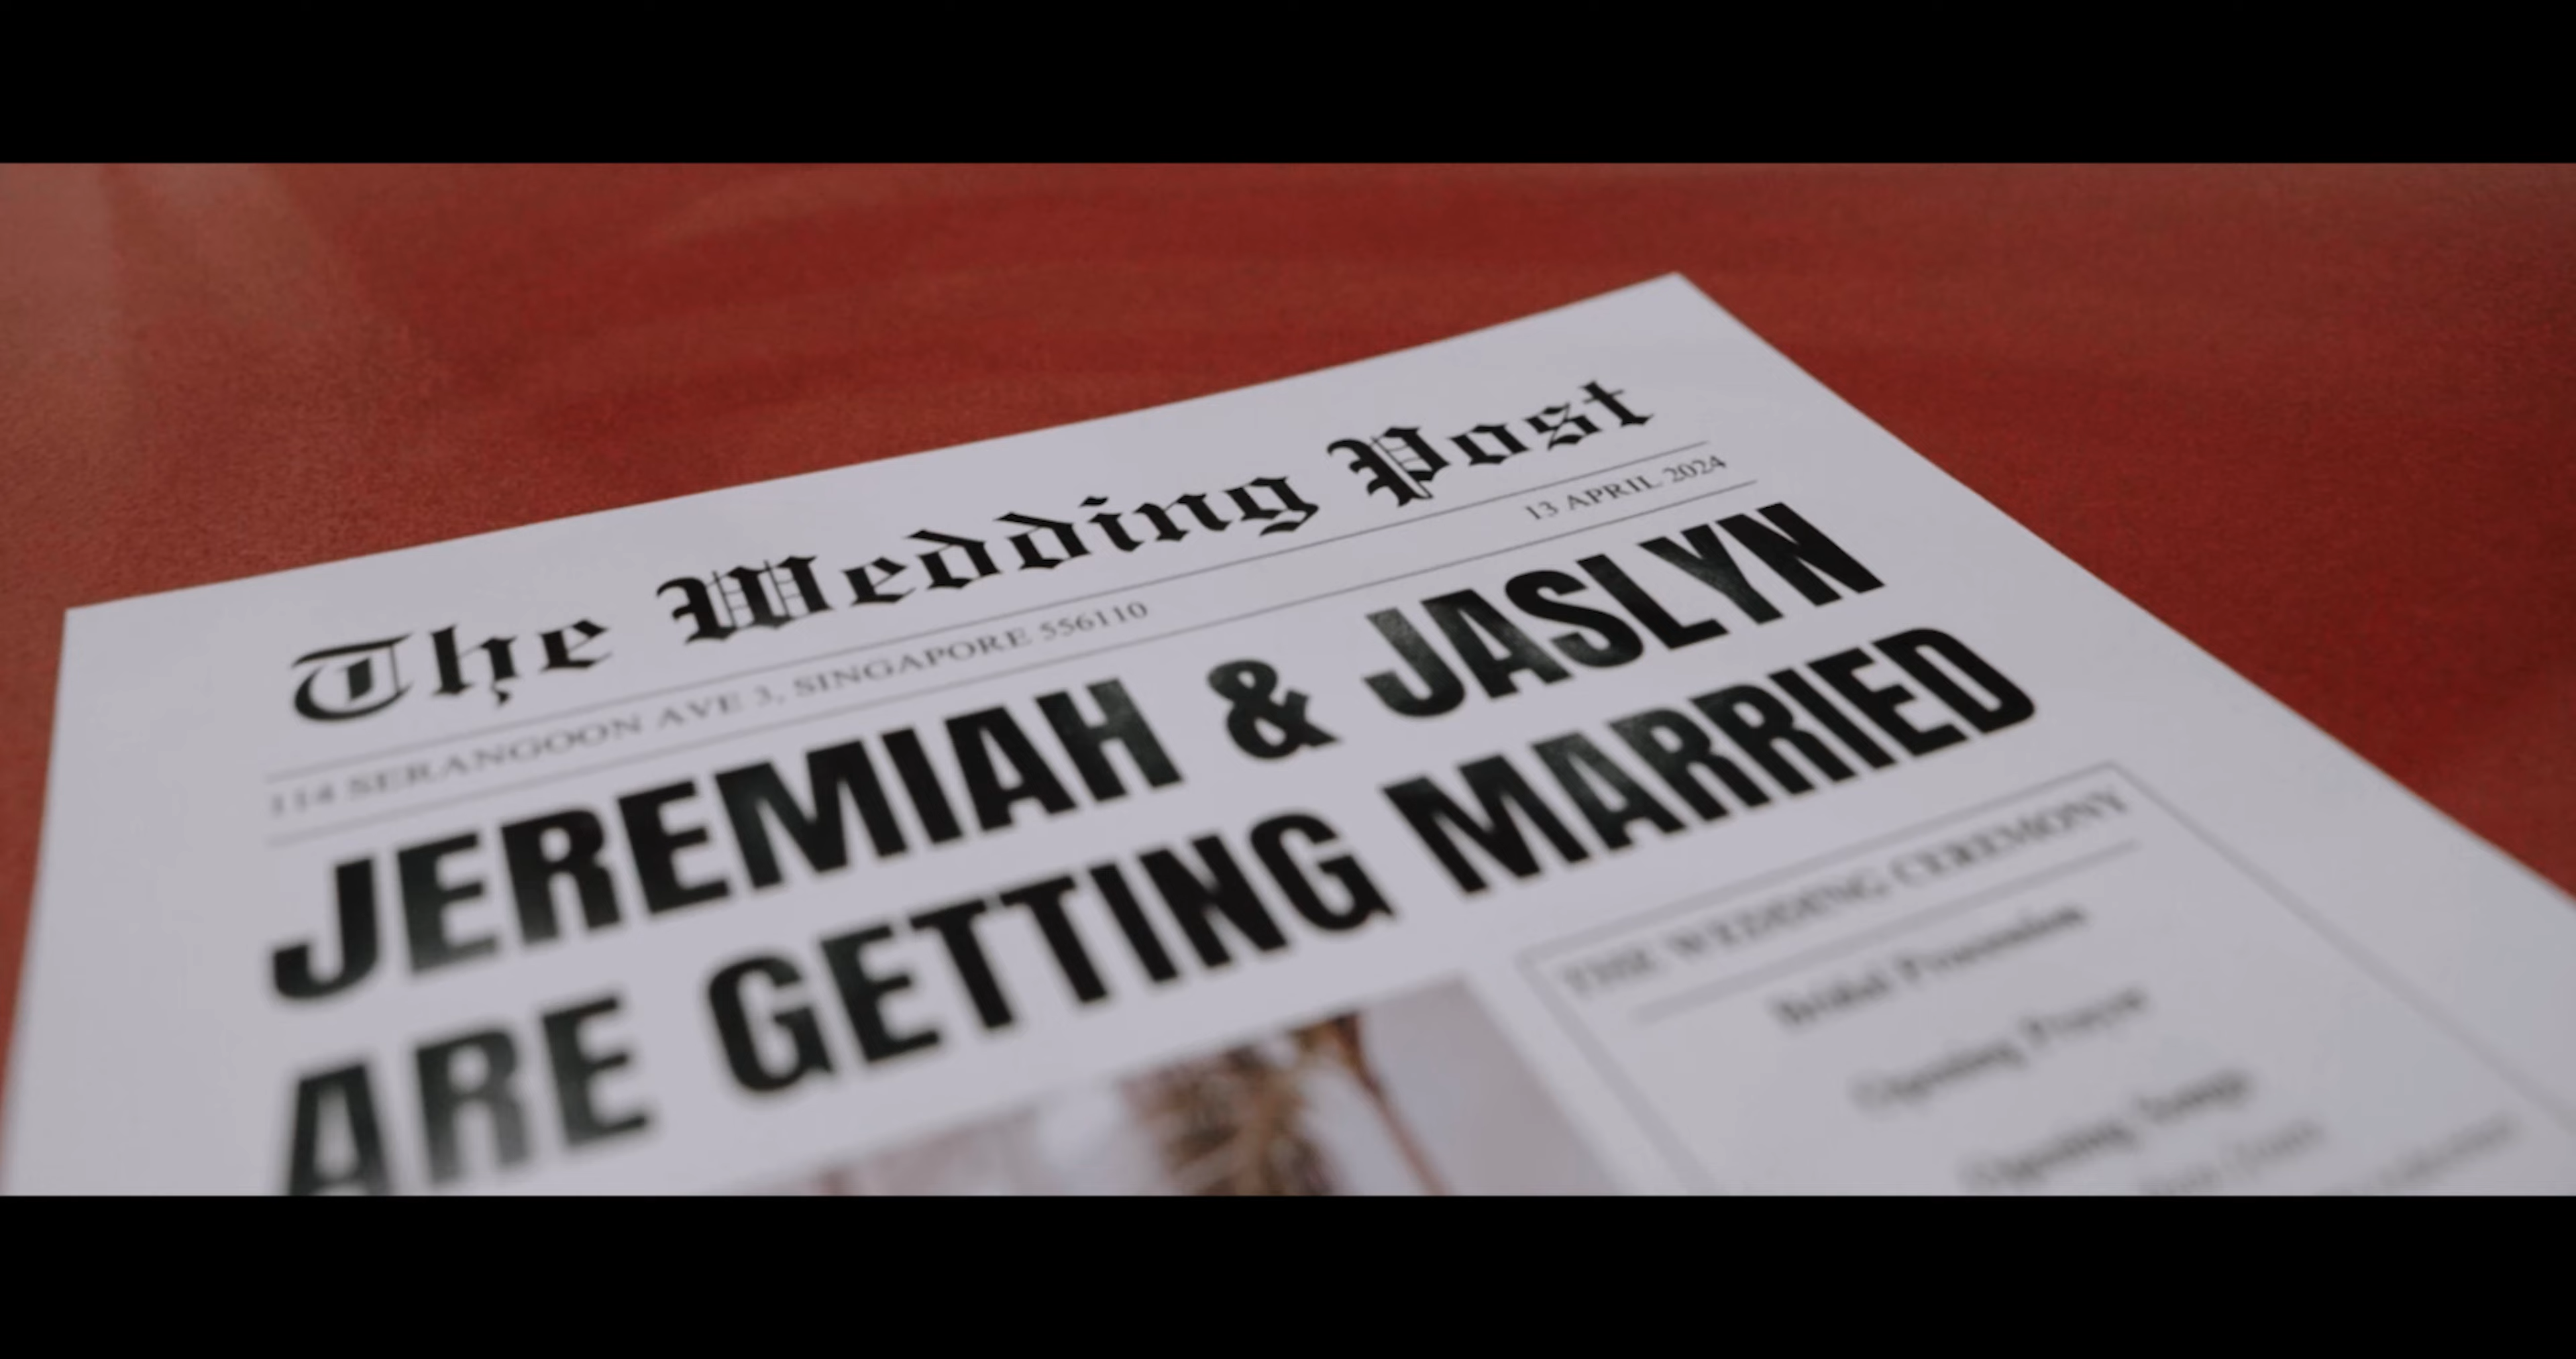 The Wedding Post
114 SERANGOON AVE 3, SINGAPORE 556110
13 APRIL 2024
JEREMIAH & JASLYN
ARE GETTING MARRIED
THE WEDDING CEREMONY
Bridal Procession
Opening Prayer
Opening Songs